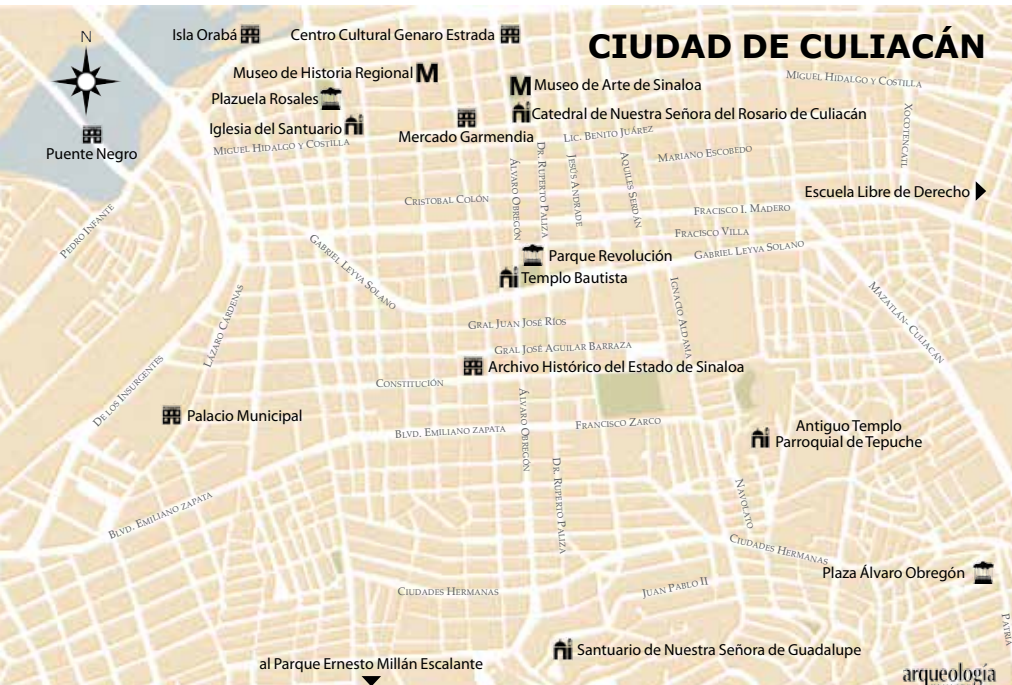 CIUDAD DE CULIACÁN
N
Isla Orabá
Centro Cultural Genaro Estrada
Museo de Historia Regional
M
M
Museo de Arte de Sinaloa
MIGUEL HIDALGO Y COSTILLA
Plazuela Rosales
Catedral de Nuestra Señora del Rosario de Culiacán
Iglesia del Santuario
Mercado Garmendia
Puente Negro
MIGUEL HIDALGO Y COSTILLA
LIC. BENITO JUÁREZ
XOCOTENCATL
MARIANO ESCOBEDO
ÁLVARO OBREGÓN
DR. RUPERTO PALIZA
JESÚS ANDRADE
AQUILES SERDÁN
Escuela Libre de Derecho
CRISTOBAL COLÓN
FRACISCO I. MADERO
PEDRO INFANTE
FRACISCO VILLA
GABRIEL LEYVA SOLANO
GABRIEL LEYVA SOLANO
Parque Revolución
Templo Bautista
IGNACIO ALDAMA
MAZATLÁN- CULIACÁN
LÁZARO CÁRDENAS
GRAL JUAN JOSÉ RÍOS
GRAL JOSÉ AGUILAR BARRAZA
Archivo Histórico del Estado de Sinaloa
CONSTITUCIÓN
DE LOS INSURGENTES
Palacio Municipal
ÁLVARO OBREGÓN
BLVD. EMILIANO ZAPATA
FRANCISCO ZARCO
Antiguo Templo
Parroquial de Tepuche
DR. RUPERTO PALIZA
NAVOLATO
BLVD. EMILIANO ZAPATA
CIUDADES HERMANAS
Plaza Álvaro Obregón
CIUDADES HERMANAS
JUAN PABLO II
PATRIA
Santuario de Nuestra Señora de Guadalupe
al Parque Ernesto Millán Escalante
arqueología